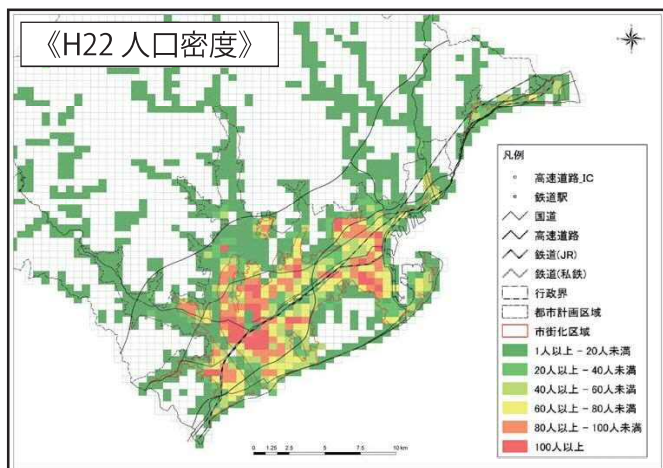 《H22 人口密度》
凡例
高速道路_IC
鉄道駅
国道
高速道路
鉄道(JR)
鉄道(私鉄)
行政界
都市計画区域
市街化区域
1人以上 - 20人未満
20人以上 - 40人未満
40人以上 - 60人未満
60人以上 - 80人未満
80人以上 - 100人未満
100人以上
0 1.25 2.5 5 7.5 10 km